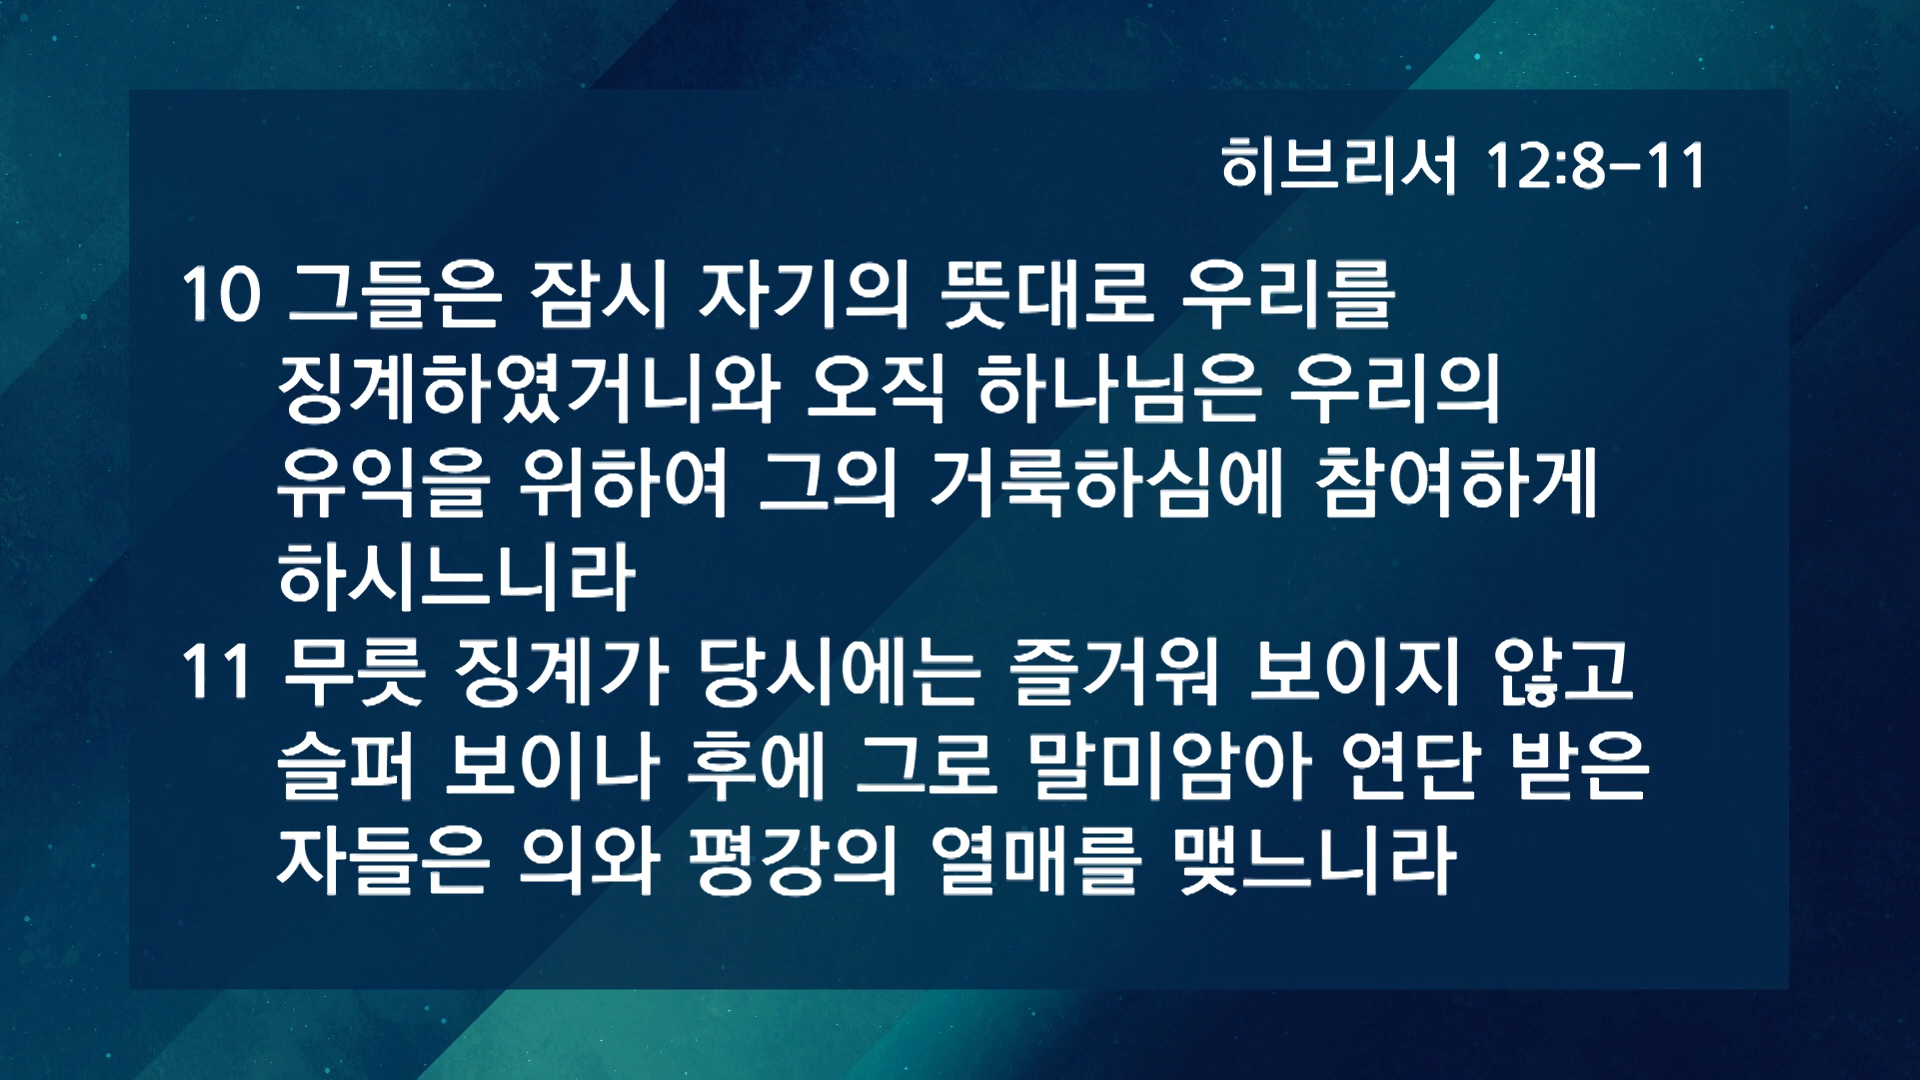 히브리서 12:8-11
10 그들은 잠시 자기의 뜻대로 우리를
징계하였거니와 오직 하나님은 우리의
유익을 위하여 그의 거룩하심에 참여하게
하시느니라
11 무릇 징계가 당시에는 즐거워 보이지 않고
슬퍼 보이나 후에 그로 말미암아 연단 받은
자들은 의와 평강의 열매를 맺느니라